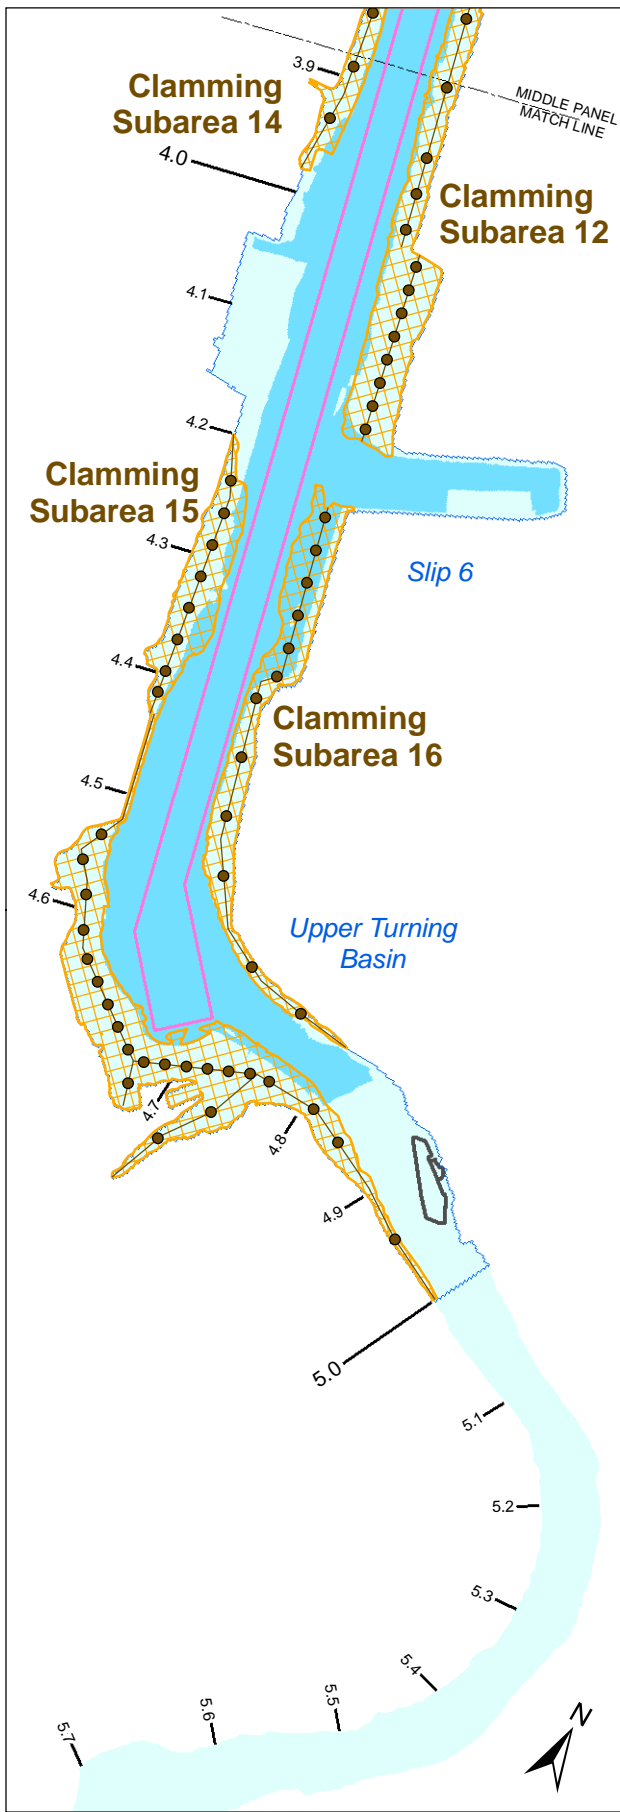 3.9
Clamming
Subarea 14
MIDDLE PANEL
MATCH LINE
4.0
Clamming
Subarea 12
4.1
4.2
Clamming
Subarea 15
4.3
Slip 6
4.4
Clamming
Subarea 16
4.5
4.6
Upper Turning
Basin
4.7
4.8
4.9
5.0
5.1
5.2
5.3
5.4
5.5
5.6
5.7
N